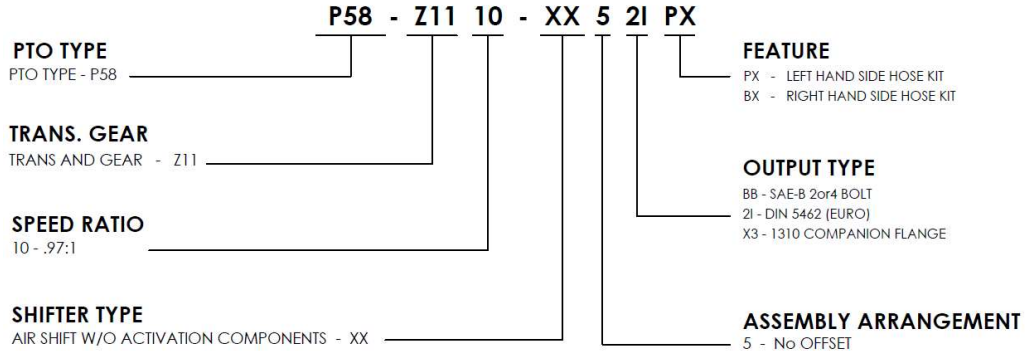 P58 - Z11 10 - XX 5 2I PX
PTO TYPE
PTO TYPE - P58
TRANS. GEAR
TRANS AND GEAR - Z11
SPEED RATIO
10 - .97:1
SHIFTER TYPE
AIR SHIFT W/O ACTIVATION COMPONENTS - XX
FEATURE
PX - LEFT HAND SIDE HOSE KIT
BX - RIGHT HAND SIDE HOSE KIT
OUTPUT TYPE
BB - SAE-B 2or4 BOLT
2I - DIN 5462 (EURO)
X3 - 1310 COMPANION FLANGE
ASSEMBLY ARRANGEMENT
5 - No OFFSET